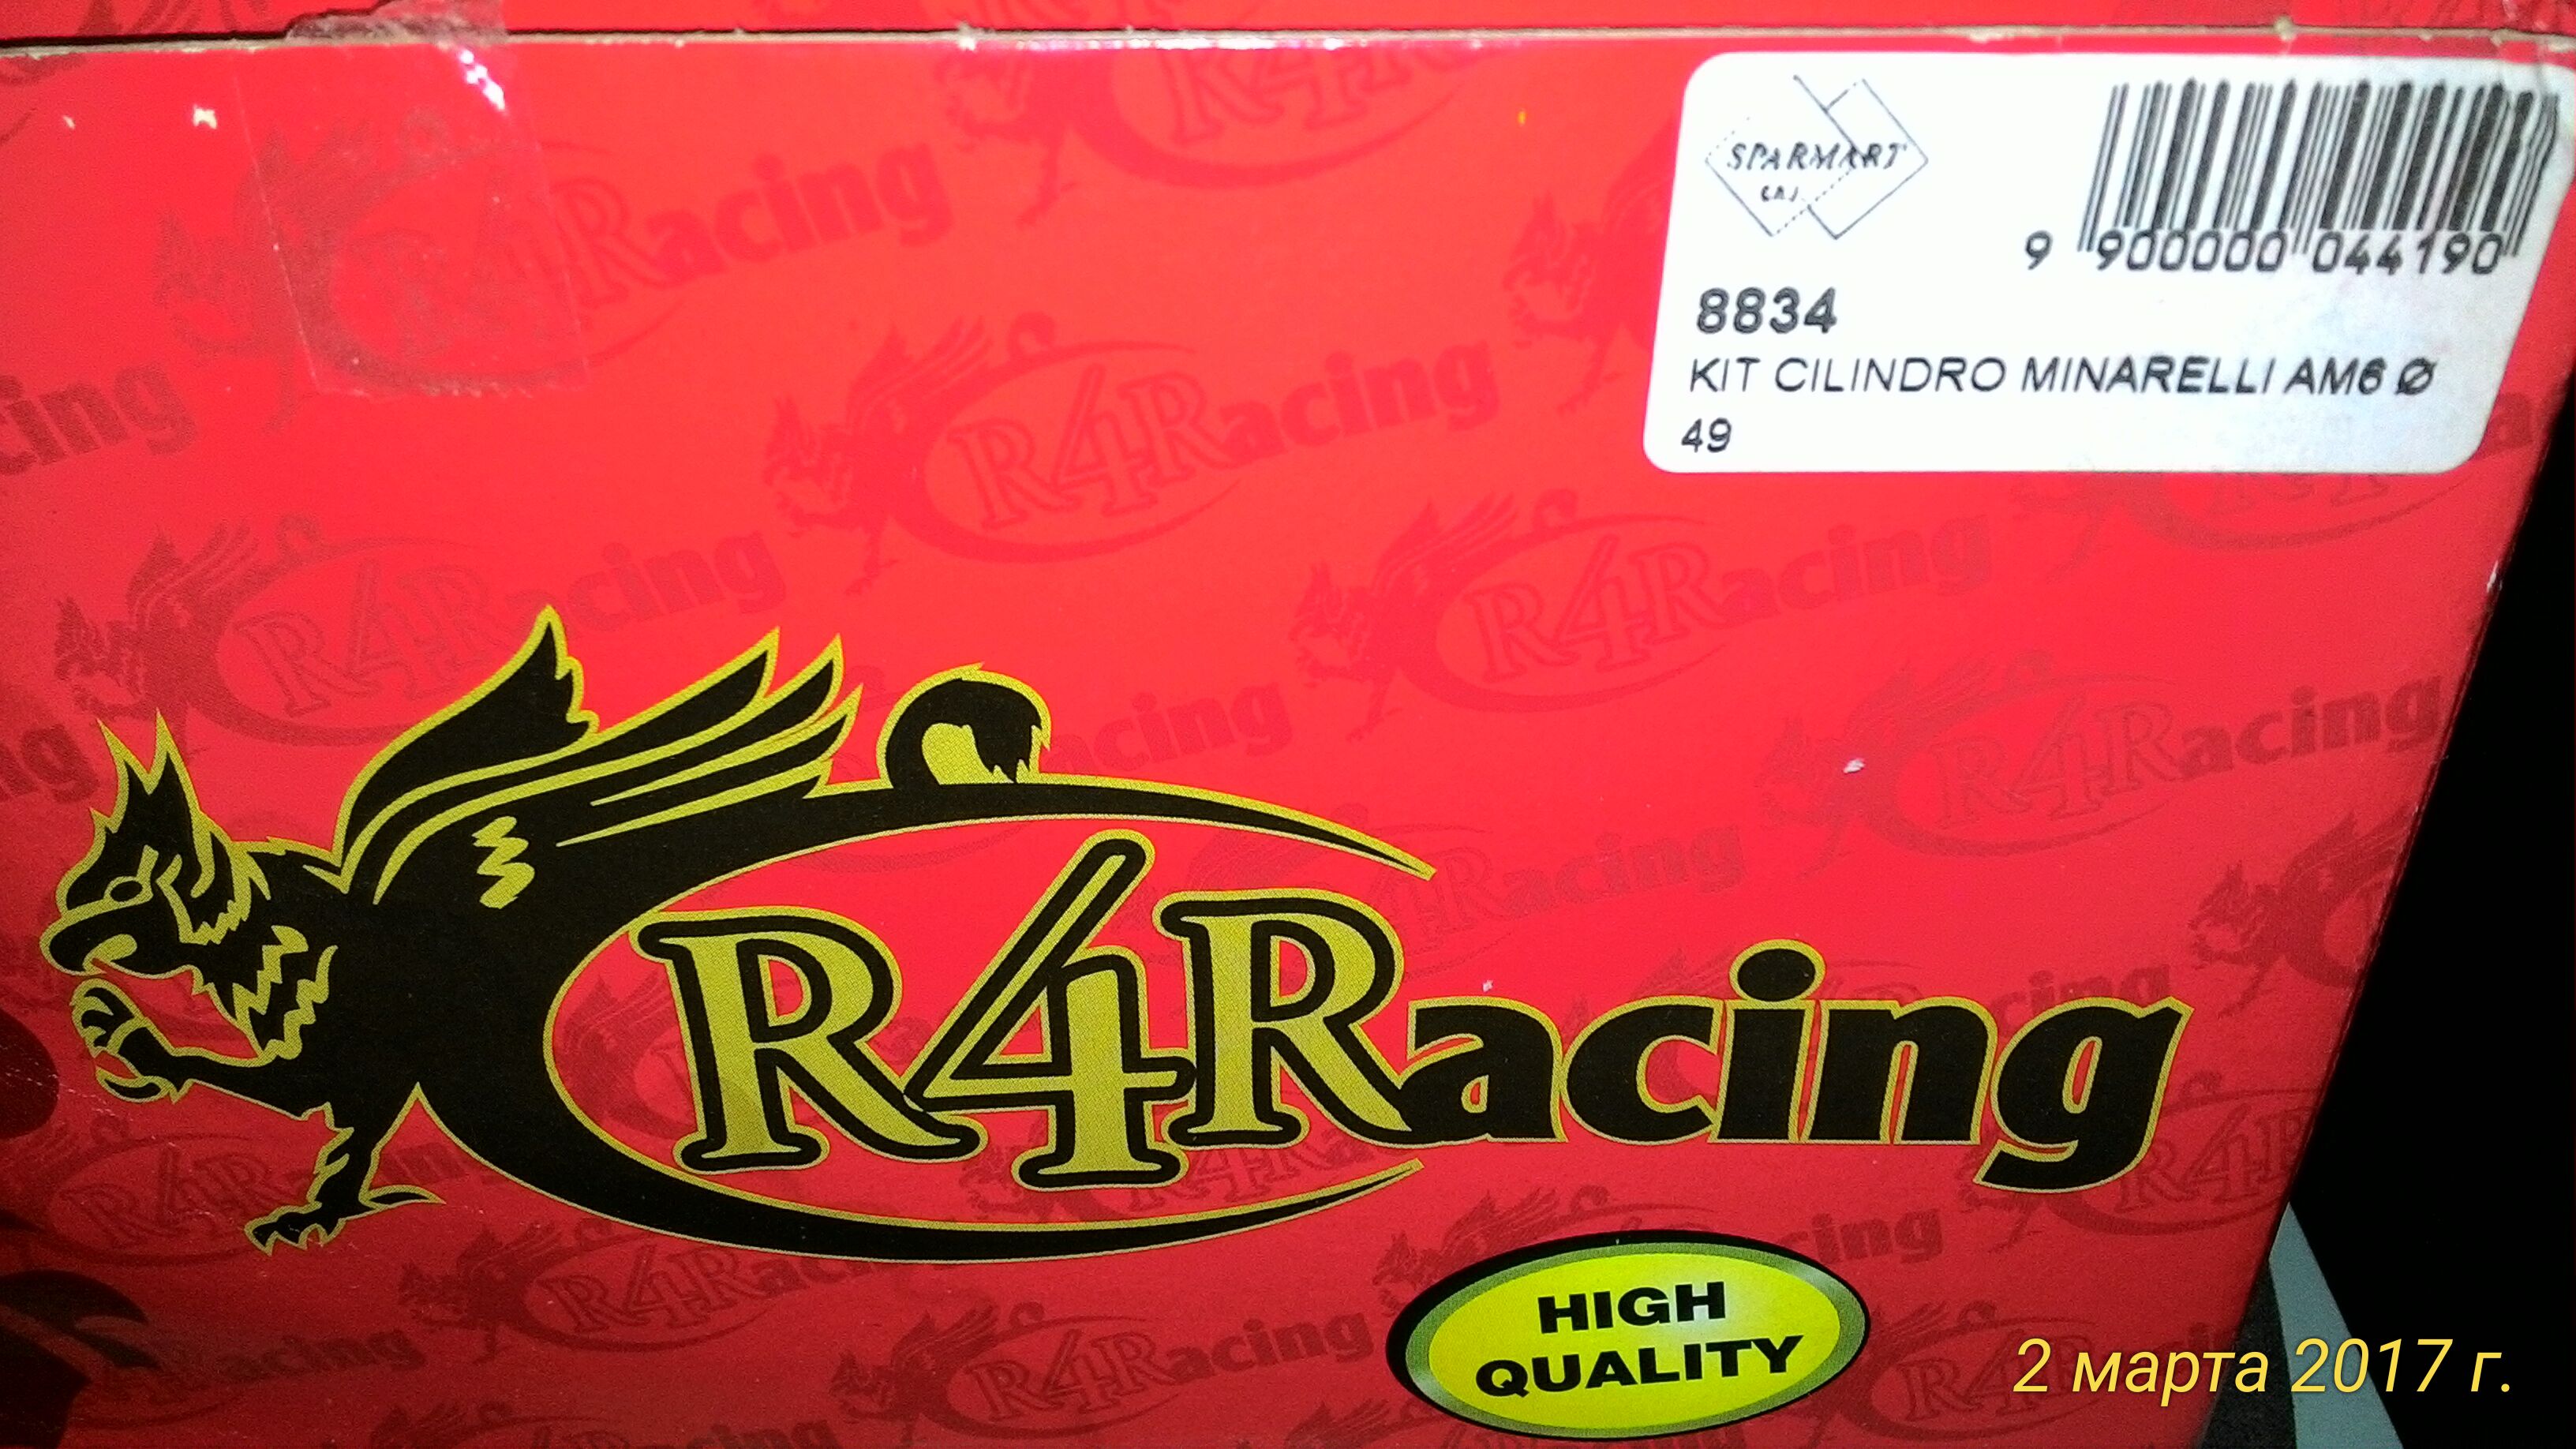 SPARMART
9 900000 044190
8834
KIT CILINDRO MINARELLI AM6 Ø
49
R4Racing
HIGH
QUALITY
2 марта 2017 г.